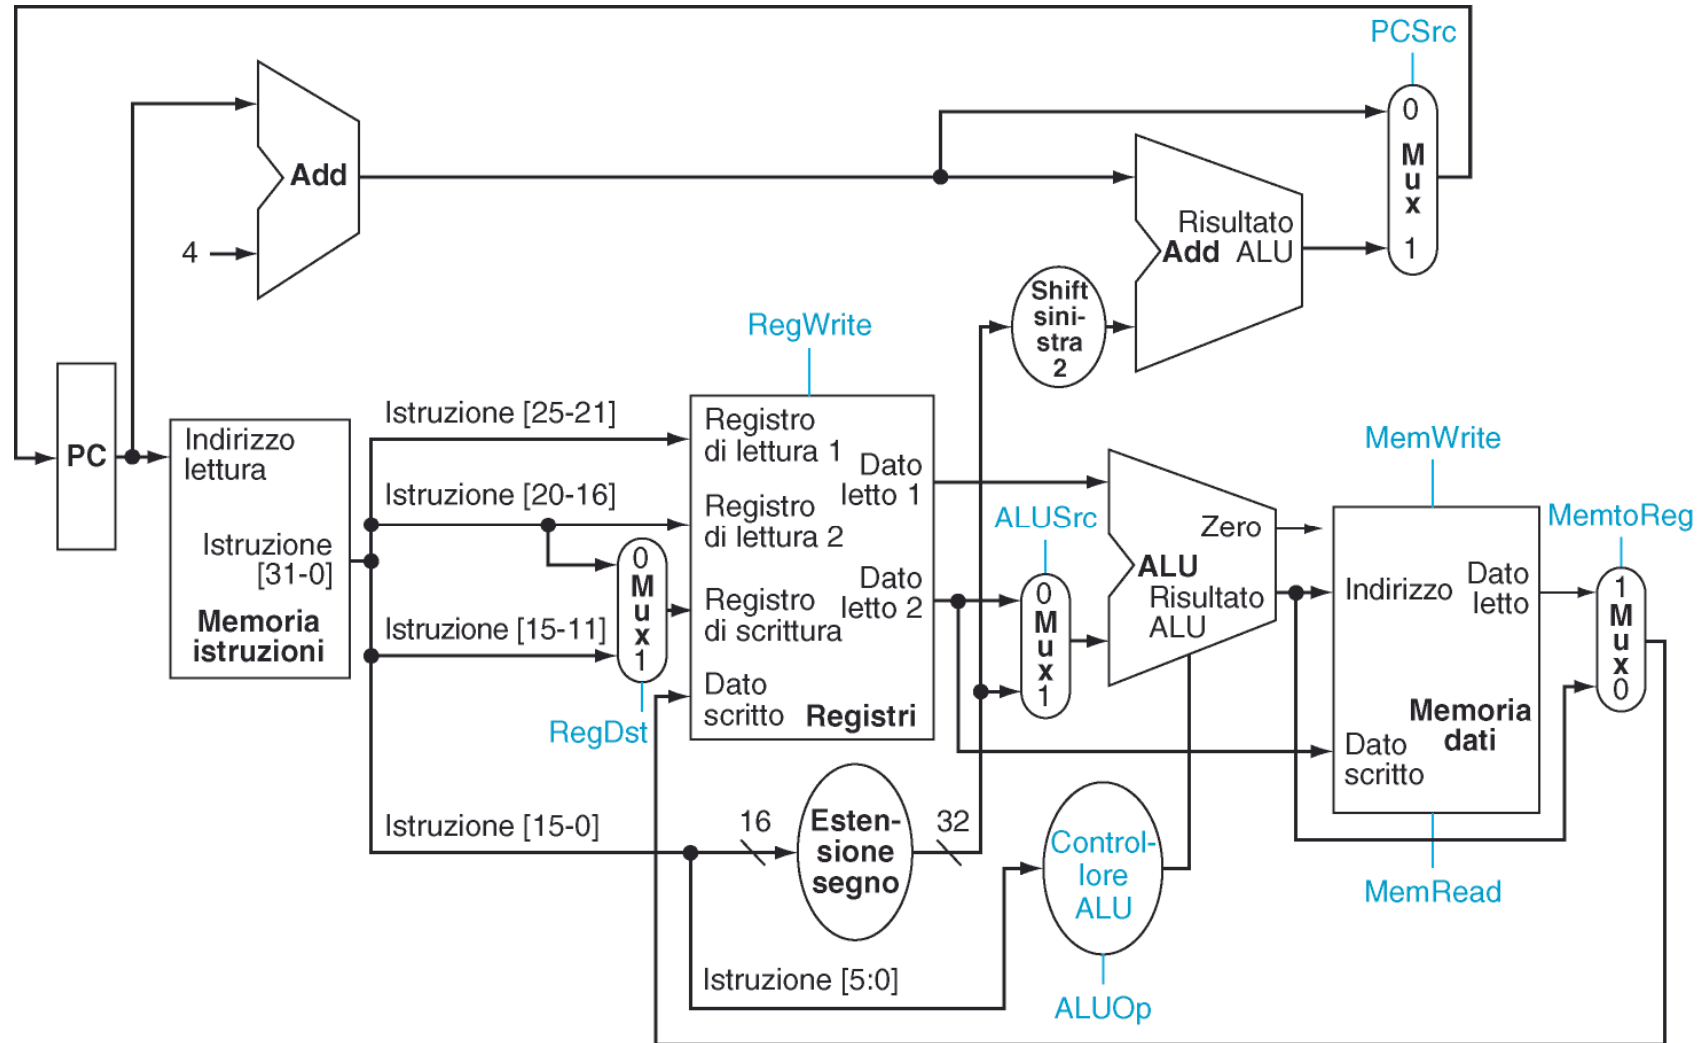 PCSrc
0
M
u
x
1
Add
4
Risultato
Add ALU
Shift
sini-
stra
2
RegWrite
PC
Indirizzo
lettura
Istruzione
[31-0]
Memoria
istruzioni
Istruzione [25-21]
Istruzione [20-16]
Istruzione [15-11]
Istruzione [15-0]
0
M
u
x
1
RegDst
Registro
di lettura 1
Dato
letto 1
Registro
di lettura 2
Dato
letto 2
Registro
di scrittura
Dato
scritto
Registri
ALUSrc
0
M
u
x
1
Zero
ALU
Risultato
ALU
MemWrite
MemtoReg
Indirizzo
Dato
letto
Memoria
dati
Dato
scritto
1
M
u
x
0
MemRead
16
Esten-
sione
segno
32
Control-
lore
ALU
Istruzione [5:0]
ALUOp